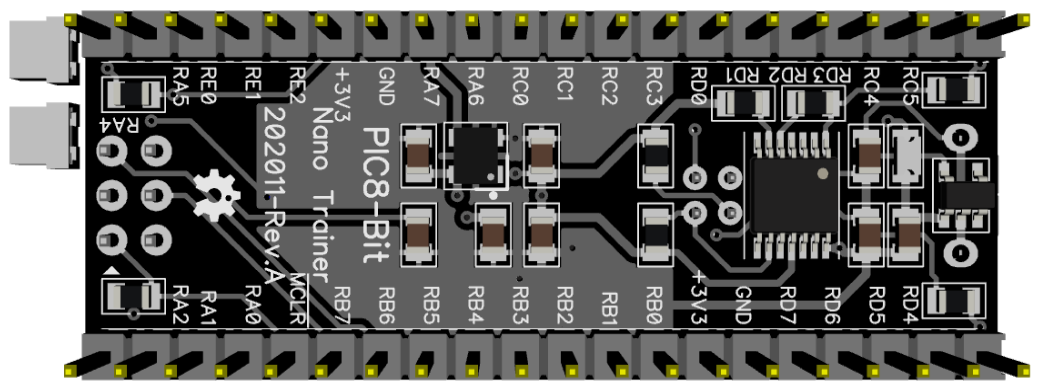 RA5
RE0
RE1
RE2
+3V3
GND
RA7
RA6
RC0
RC1
RC2
RC3
RD0
RD1
RD2
RD3
RC4
RC5
RA4
PIC8-Bit
Nano Trainer
202011-Rev.A
RA2
RA1
RA0
MCLR
RB7
RB6
RB5
RB4
RB3
RB2
RB1
RB0
+3V3
GND
RD7
RD6
RD5
RD4